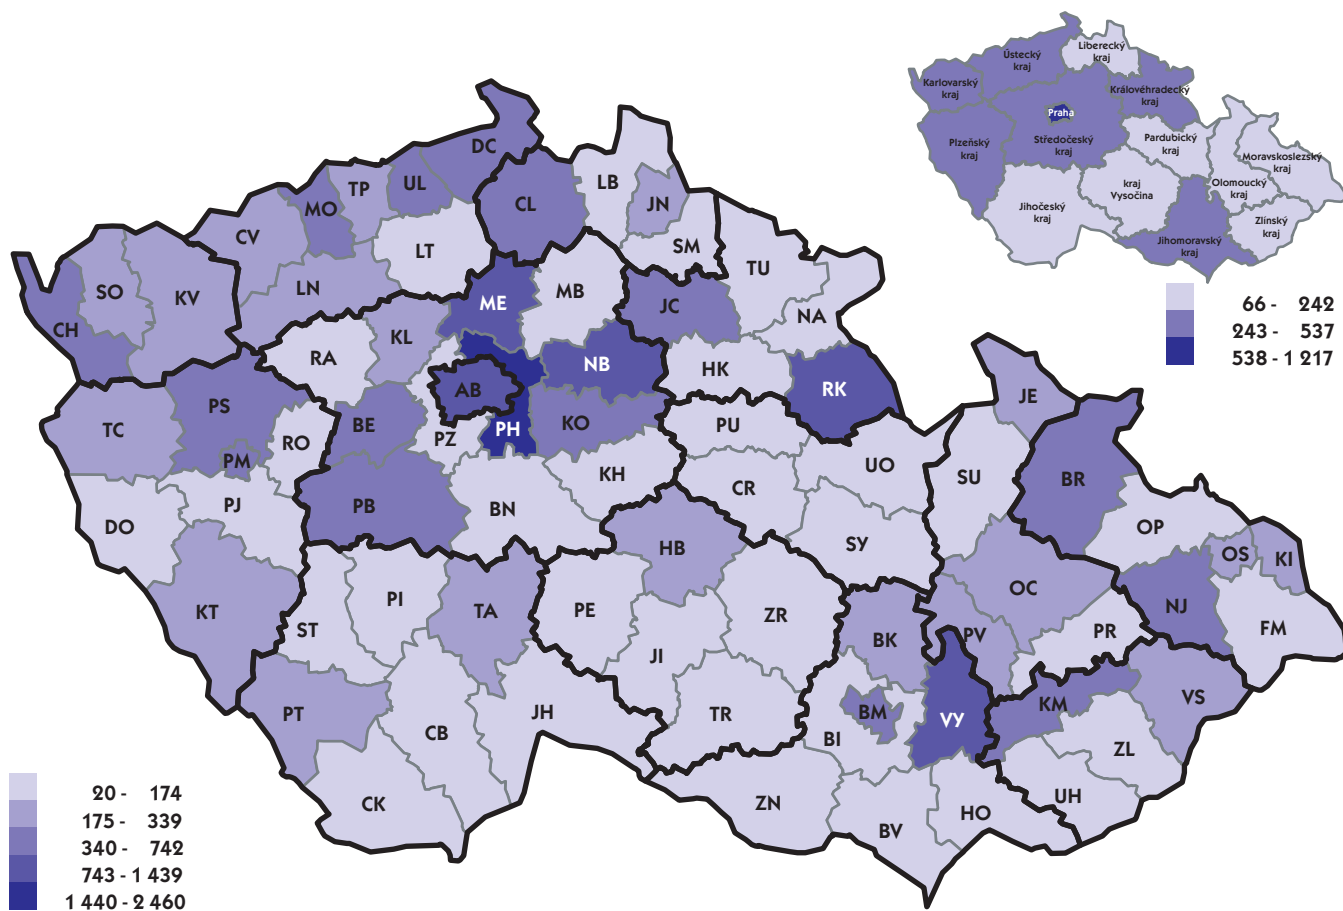 Liberecký
kraj
Ústecký
kraj
Karlovarský
kraj
Královéhradecký
kraj
Praha
Středočeský
kraj
Plzeňský
kraj
Pardubický
kraj
Moravskoslezský
kraj
kraj
Vysočina
Olomoucký
kraj
Jihočeský
kraj
Zlínský
kraj
Jihomoravský
kraj
66 - 242
243 - 537
538 - 1 217
DC
TP
UL
LB
MO
CL
JN
CV
LT
SM
TU
SO
KV
LN
ME
MB
JC
NA
CH
KL
RA
NB
HK
RK
AB
JE
PS
BE
KO
PU
TC
RO
PZ
PH
PM
UO
KH
CR
SU
BR
PB
BN
PJ
DO
OP
HB
SY
OS
KI
OC
KT
PI
TA
PE
ZR
NJ
ST
BK
PV
PR
FM
JI
PT
JH
TR
BM
VY
KM
VS
CB
BI
ZL
CK
ZN
BV
HO
UH
20 - 174
175 - 339
340 - 742
743 - 1 439
1 440 - 2 460